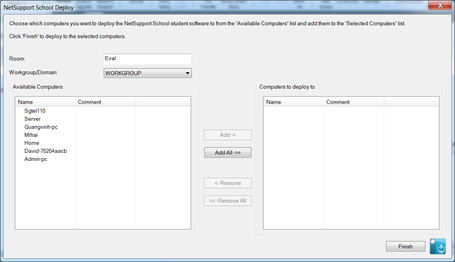 NetSupport School Deploy
Choose which computers you want to deploy the NetSupport School student software to from the 'Available Computers' list and add them to the 'Selected Computers' list.
Click 'Finish' to deploy to the selected computers.
Room: Eval
Workgroup/Domain: WORKGROUP
Available Computers Computers to deploy to
Name Comment Name Comment
Sgtel110
Server
Quangvinh-pc
Mrhai
Home
David-75204aacb
Admin-pc
Add ->
Add All ->>
<- Remove
<<- Remove All
Finish